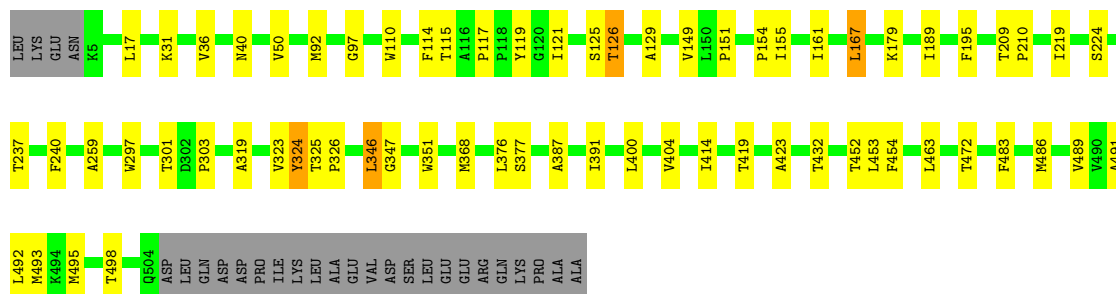 LEU LYS GLU ASN K5 L17 K31 V36 N40 V50 M92 G97 W110 F114 T115 A116 P117 P118 Y119 G120 I121 S125 T126 A129 V149 L150 P151 P154 I155 I161 L167 K179 I189 F195 T209 P210 I219 S224
T237 F240 A259 W297 T301 D302 P303 A319 V323 Y324 T325 P326 L346 G347 W351 M368 L376 S377 A387 I391 L400 V404 I414 T419 A423 T432 T452 L453 F454 L463 T472 F483 M486 V489 V490 A491
L492 M493 K494 M495 T498 Q504 ASP LEU GLN ASP ASP PRO ILE LYS LEU ALA GLU VAL ASP SER LEU GLU GLU ARG GLN LYS PRO ALA ALA